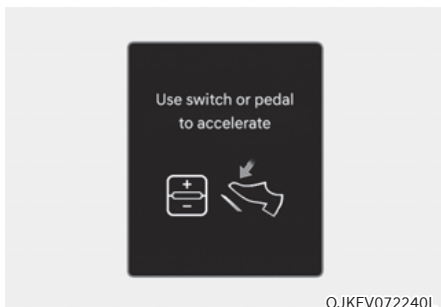 Use switch or pedal
to accelerate
+
−
OJKEV072240L